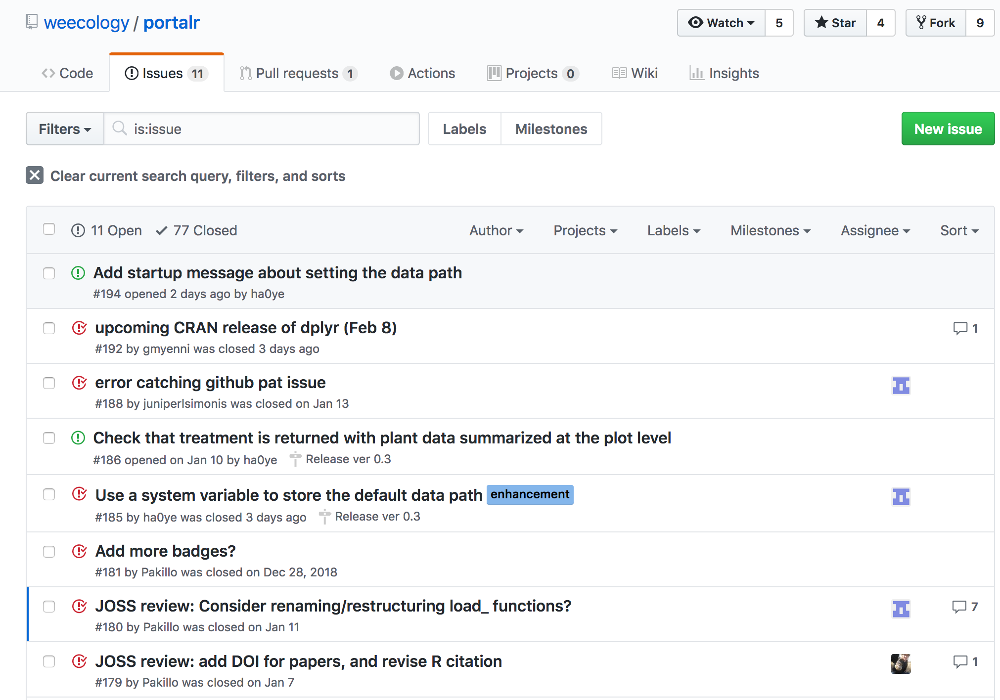 weecology / portalr
Watch 5 Star 4 Fork 9
Code Issues 11 Pull requests 1 Actions Projects 0 Wiki Insights
Filters is:issue Labels Milestones New issue
Clear current search query, filters, and sorts
11 Open 77 Closed Author Projects Labels Milestones Assignee Sort
Add startup message about setting the data path
#194 opened 2 days ago by ha0ye
upcoming CRAN release of dplyr (Feb 8) 1
#192 by gmyenni was closed 3 days ago
error catching github pat issue
#188 by juniperlsimonis was closed on Jan 13
Check that treatment is returned with plant data summarized at the plot level
#186 opened on Jan 10 by ha0ye Release ver 0.3
Use a system variable to store the default data path enhancement
#185 by ha0ye was closed 3 days ago Release ver 0.3
Add more badges?
#181 by Pakillo was closed on Dec 28, 2018
JOSS review: Consider renaming/restructuring load_ functions? 7
#180 by Pakillo was closed on Jan 11
JOSS review: add DOI for papers, and revise R citation 1
#179 by Pakillo was closed on Jan 7